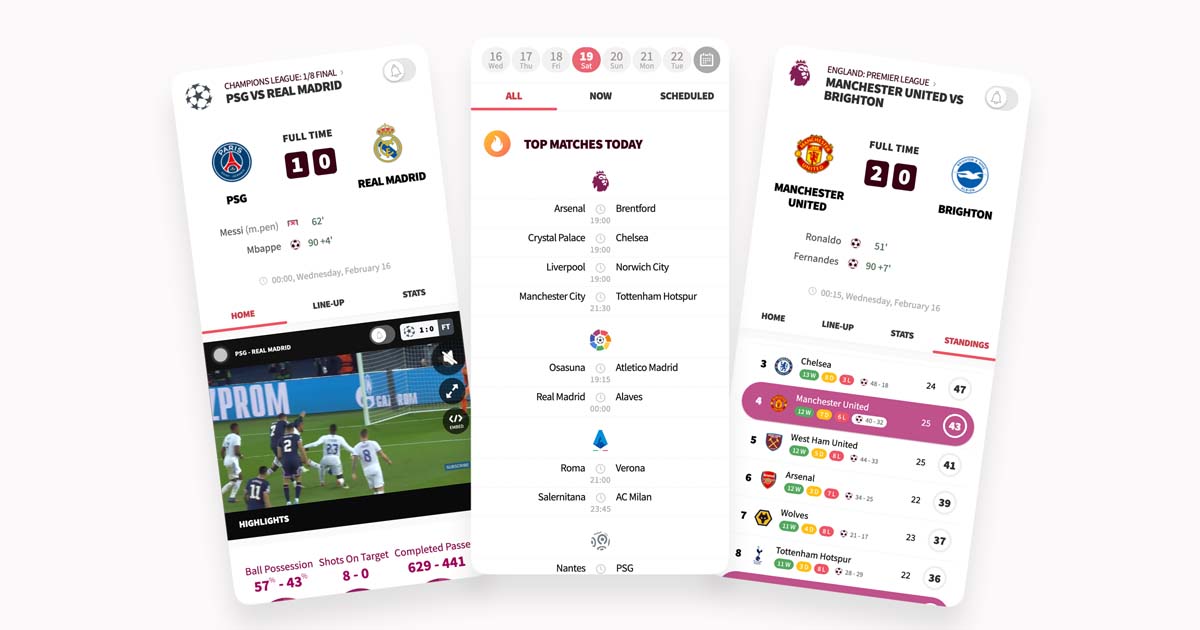 CHAMPIONS LEAGUE: 1/8 FINAL ›
PSG VS REAL MADRID
FULL TIME
1 0
PSG
REAL MADRID
Messi (m.pen) 62'
Mbappe 90 +4'
00:00, Wednesday, February 16
HOME LINE-UP STATS
PSG - REAL MADRID
1:0 FT
ZPROM
GAZPROM
EMBED
SUBSCRIBE
HIGHLIGHTS
Ball Possession Shots On Target Completed Passe
57% - 43% 8 - 0 629 - 441
16 17 18 19 20 21 22
Wed Thu Fri Sat Sun Mon Tue
ALL NOW SCHEDULED
TOP MATCHES TODAY
Arsenal Brentford
19:00
Crystal Palace Chelsea
19:00
Liverpool Norwich City
19:00
Manchester City Tottenham Hotspur
21:30
Osasuna Atletico Madrid
19:15
Real Madrid Alaves
00:00
Roma Verona
21:00
Salernitana AC Milan
23:45
Nantes PSG
ENGLAND: PREMIER LEAGUE ›
MANCHESTER UNITED VS
BRIGHTON
FULL TIME
2 0
MANCHESTER
UNITED
BRIGHTON
Ronaldo 51'
Fernandes 90 +7'
00:15, Wednesday, February 16
HOME LINE-UP STATS STANDINGS
3 Chelsea 24 47
13 W 8 D 3 L 48 - 18
4 Manchester United 25 43
12 W 7 D 6 L 40 - 32
5 West Ham United 25 41
12 W 5 D 8 L 44 - 33
6 Arsenal 22 39
12 W 3 D 7 L 34 - 25
7 Wolves 23 37
11 W 4 D 8 L 21 - 17
8 Tottenham Hotspur 22 36
11 W 3 D 8 L 28 - 29